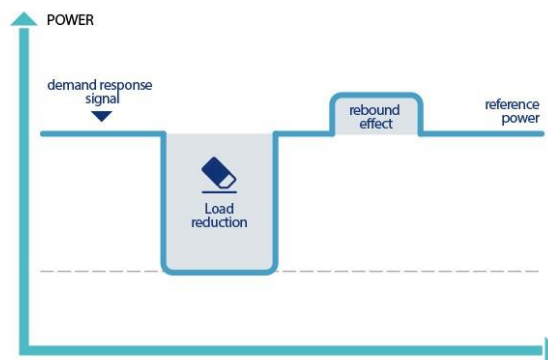 POWER
demand response
signal
rebound
effect
reference
power
Load
reduction